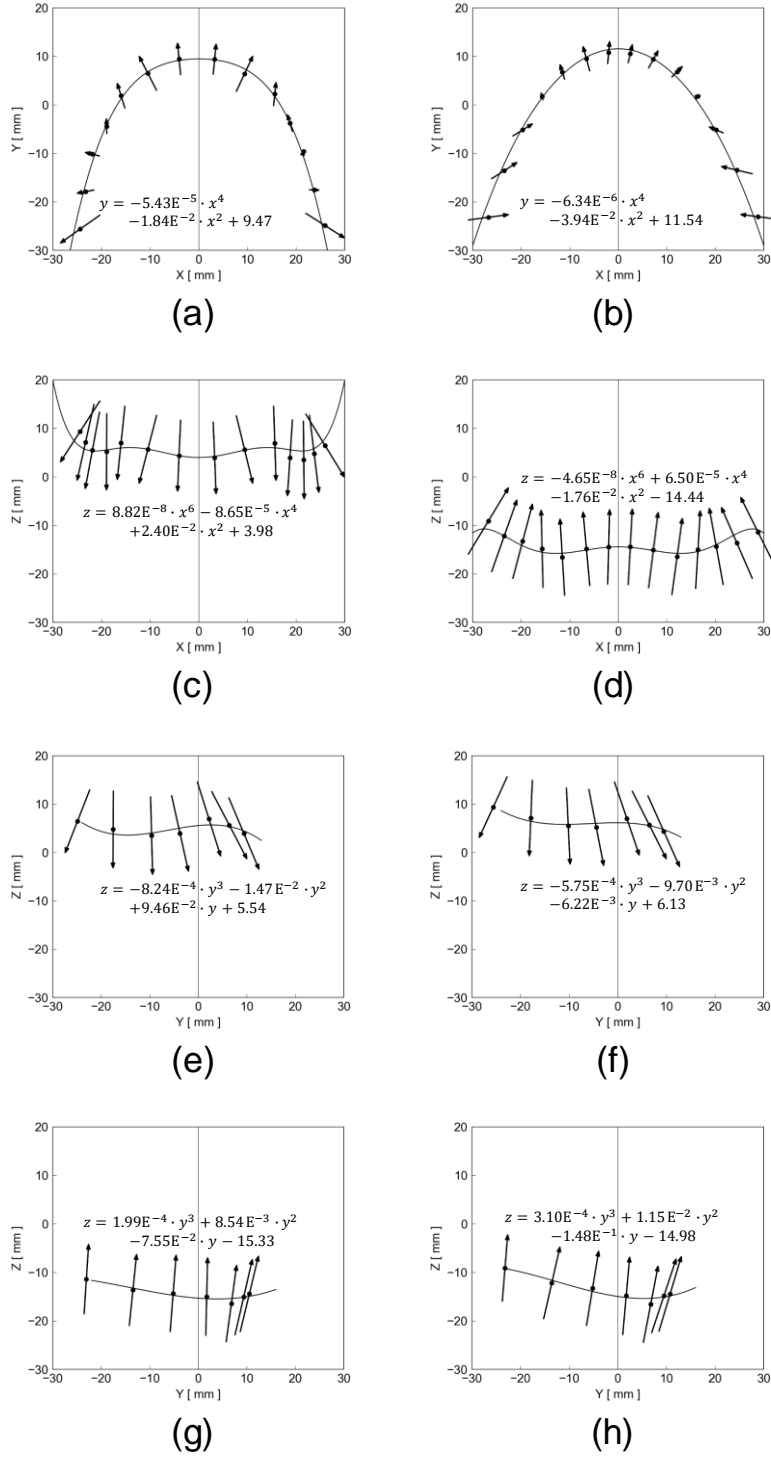 20
10
0
−10
−20
−30
Y [ mm ]
y = −5.43E⁻⁵ · x⁴
−1.84E⁻² · x² + 9.47
−30 −20 −10 0 10 20 30
X [ mm ]
(a)
20
10
0
−10
−20
−30
Y [ mm ]
y = −6.34E⁻⁶ · x⁴
−3.94E⁻² · x² + 11.54
−30 −20 −10 0 10 20 30
X [ mm ]
(b)
20
10
0
−10
−20
−30
Z [ mm ]
z = 8.82E⁻⁸ · x⁶ − 8.65E⁻⁵ · x⁴
+2.40E⁻² · x² + 3.98
−30 −20 −10 0 10 20 30
X [ mm ]
(c)
20
10
0
−10
−20
−30
Z [ mm ]
z = −4.65E⁻⁸ · x⁶ + 6.50E⁻⁵ · x⁴
−1.76E⁻² · x² − 14.44
−30 −20 −10 0 10 20 30
X [ mm ]
(d)
20
10
0
−10
−20
−30
Z [ mm ]
z = −8.24E⁻⁴ · y³ − 1.47E⁻² · y²
+9.46E⁻² · y + 5.54
−30 −20 −10 0 10 20 30
Y [ mm ]
(e)
20
10
0
−10
−20
−30
Z [ mm ]
z = −5.75E⁻⁴ · y³ − 9.70E⁻³ · y²
−6.22E⁻³ · y + 6.13
−30 −20 −10 0 10 20 30
Y [ mm ]
(f)
20
10
0
−10
−20
−30
Z [ mm ]
z = 1.99E⁻⁴ · y³ + 8.54E⁻³ · y²
−7.55E⁻² · y − 15.33
−30 −20 −10 0 10 20 30
Y [ mm ]
(g)
20
10
0
−10
−20
−30
Z [ mm ]
z = 3.10E⁻⁴ · y³ + 1.15E⁻² · y²
−1.48E⁻¹ · y − 14.98
−30 −20 −10 0 10 20 30
Y [ mm ]
(h)